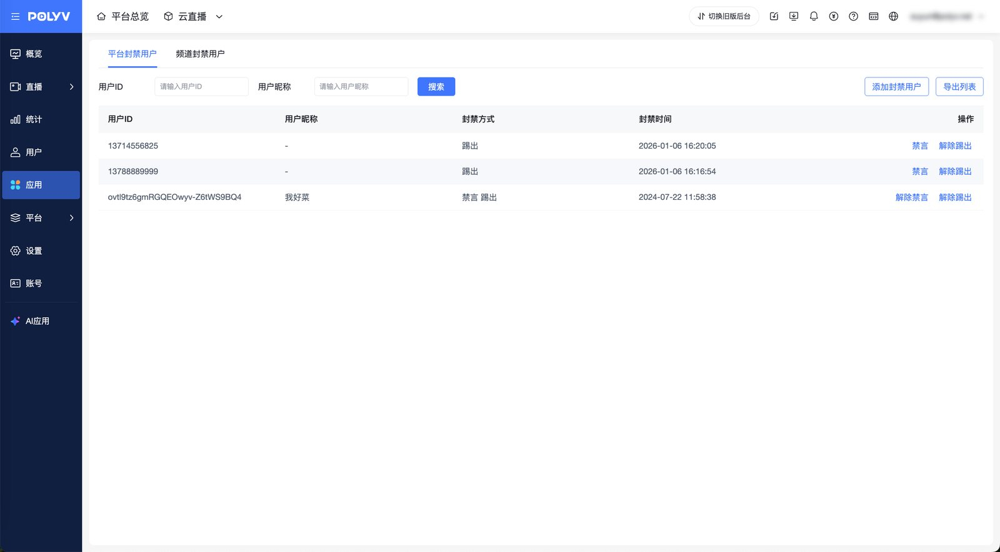 POLYV
平台总览 云直播
切换旧版后台
概览
直播
统计
用户
应用
平台
设置
账号
AI应用
平台封禁用户 频道封禁用户
用户ID 请输入用户ID 用户昵称 请输入用户昵称 搜索 添加封禁用户 导出列表
用户ID 用户昵称 封禁方式 封禁时间 操作
13714556825 - 踢出 2026-01-06 16:20:05 禁言 解除踢出
13788889999 - 踢出 2026-01-06 16:16:54 禁言 解除踢出
ovtl9tz6gmRGQEOwyv-Z6tWS9BQ4 我好菜 禁言 踢出 2024-07-22 11:58:38 解除禁言 解除踢出